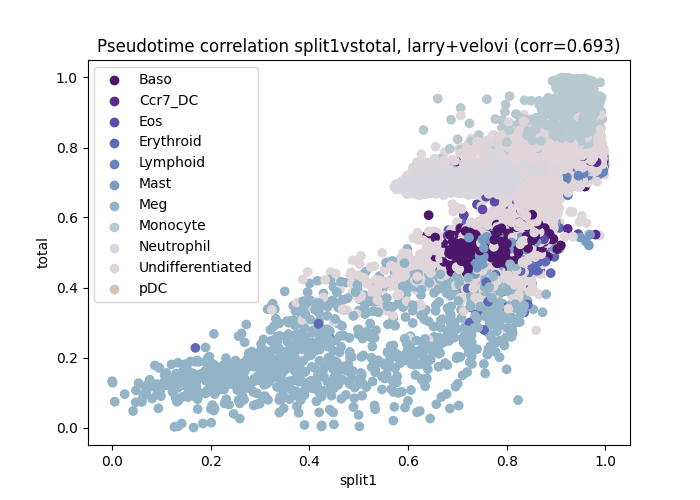 Pseudotime correlation split1vstotal, larry+velovi (corr=0.693)
total
1.0
0.8
0.6
0.4
0.2
0.0
Baso
Ccr7_DC
Eos
Erythroid
Lymphoid
Mast
Meg
Monocyte
Neutrophil
Undifferentiated
pDC
0.0 0.2 0.4 0.6 0.8 1.0
split1